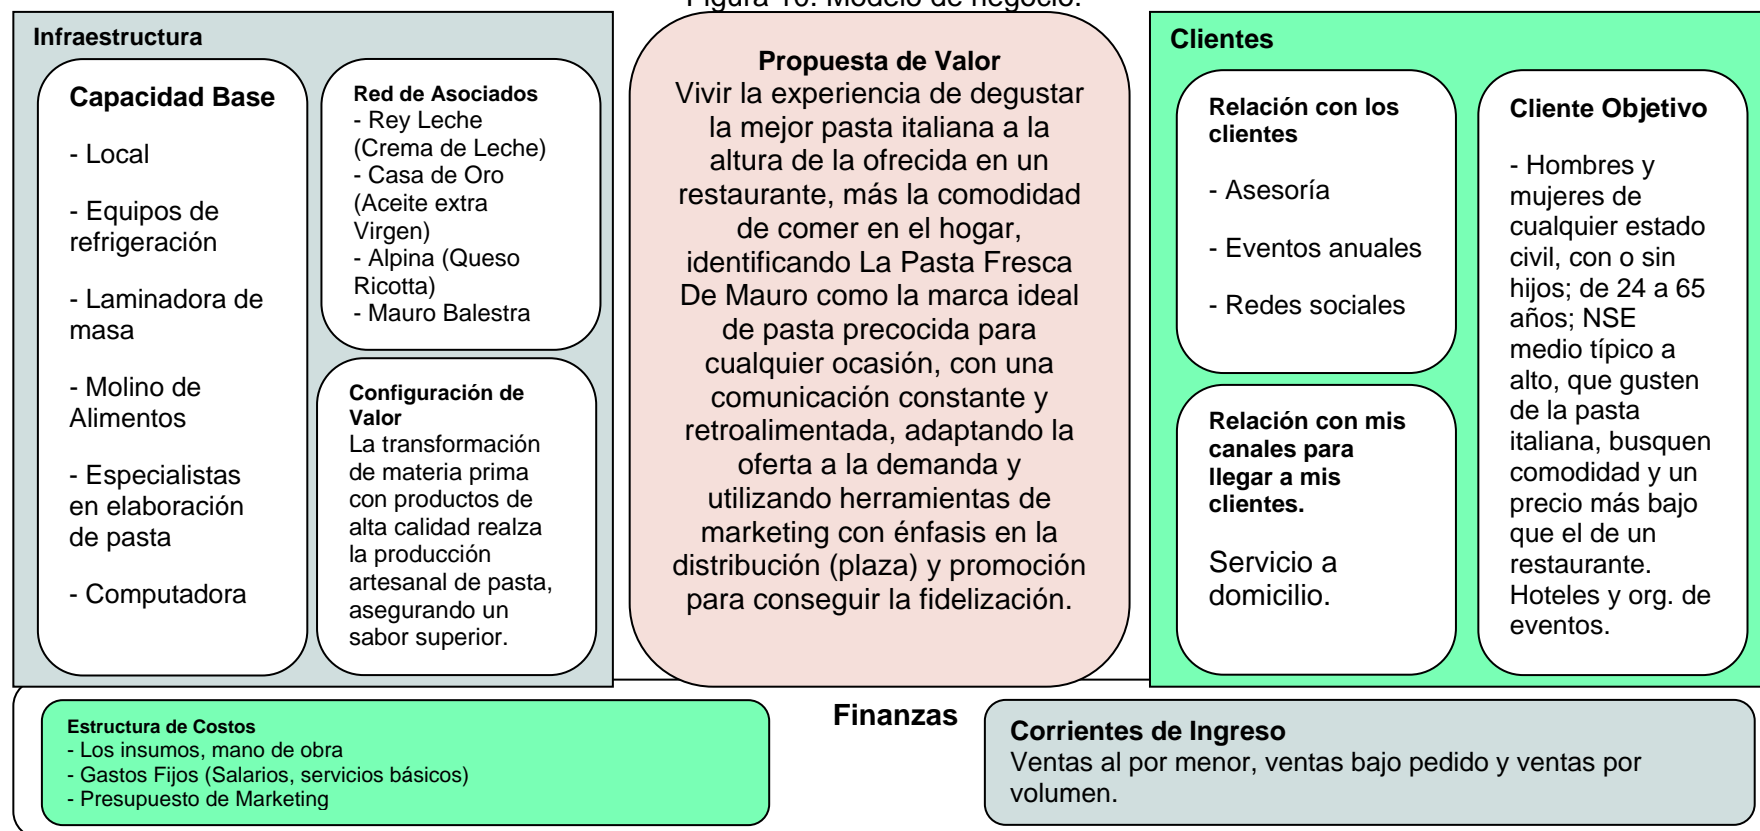 Figura 10. Modelo de negocio.
Infraestructura
Capacidad Base
- Local
- Equipos de
refrigeración
- Laminadora de
masa
- Molino de
Alimentos
- Especialistas
en elaboración
de pasta
- Computadora
Red de Asociados
- Rey Leche
(Crema de Leche)
- Casa de Oro
(Aceite extra
Virgen)
- Alpina (Queso
Ricotta)
- Mauro Balestra
Configuración de
Valor
La transformación
de materia prima
con productos de
alta calidad realza
la producción
artesanal de pasta,
asegurando un
sabor superior.
Propuesta de Valor
Vivir la experiencia de degustar
la mejor pasta italiana a la
altura de la ofrecida en un
restaurante, más la comodidad
de comer en el hogar,
identificando La Pasta Fresca
De Mauro como la marca ideal
de pasta precocida para
cualquier ocasión, con una
comunicación constante y
retroalimentada, adaptando la
oferta a la demanda y
utilizando herramientas de
marketing con énfasis en la
distribución (plaza) y promoción
para conseguir la fidelización.
Clientes
Relación con los
clientes
- Asesoría
- Eventos anuales
- Redes sociales
Relación con mis
canales para
llegar a mis
clientes.
Servicio a
domicilio.
Cliente Objetivo
- Hombres y
mujeres de
cualquier estado
civil, con o sin
hijos; de 24 a 65
años; NSE
medio típico a
alto, que gusten
de la pasta
italiana, busquen
comodidad y un
precio más bajo
que el de un
restaurante.
Hoteles y org. de
eventos.
Finanzas
Estructura de Costos
- Los insumos, mano de obra
- Gastos Fijos (Salarios, servicios básicos)
- Presupuesto de Marketing
Corrientes de Ingreso
Ventas al por menor, ventas bajo pedido y ventas por
volumen.